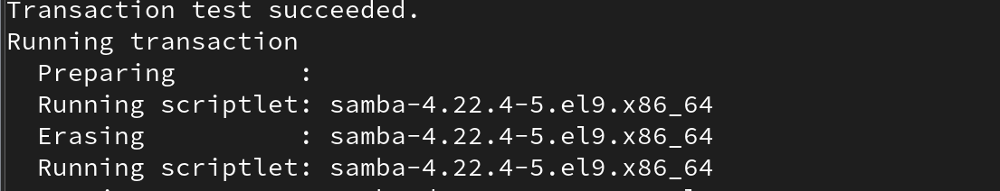 Transaction test succeeded.
Running transaction
  Preparing        :
  Running scriptlet: samba-4.22.4-5.el9.x86_64
  Erasing          : samba-4.22.4-5.el9.x86_64
  Running scriptlet: samba-4.22.4-5.el9.x86_64